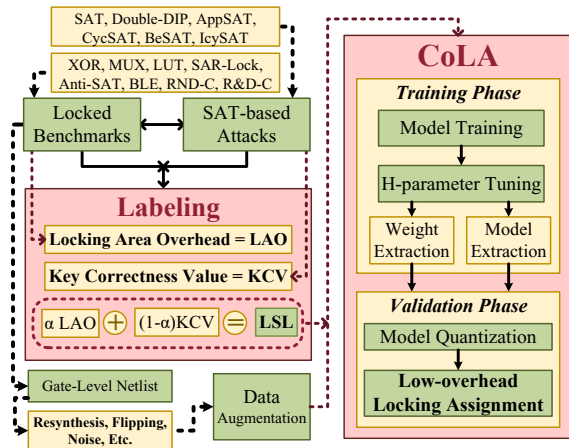 SAT, Double-DIP, AppSAT,
CycSAT, BeSAT, IcySAT
XOR, MUX, LUT, SAR-Lock,
Anti-SAT, BLE, RND-C, R&D-C
Locked
Benchmarks
SAT-based
Attacks
Labeling
Locking Area Overhead = LAO
Key Correctness Value = KCV
α LAO + (1-α)KCV = LSL
Gate-Level Netlist
Resynthesis, Flipping,
Noise, Etc.
Data
Augmentation
CoLA
Training Phase
Model Training
H-parameter Tuning
Weight
Extraction
Model
Extraction
Validation Phase
Model Quantization
Low-overhead
Locking Assignment